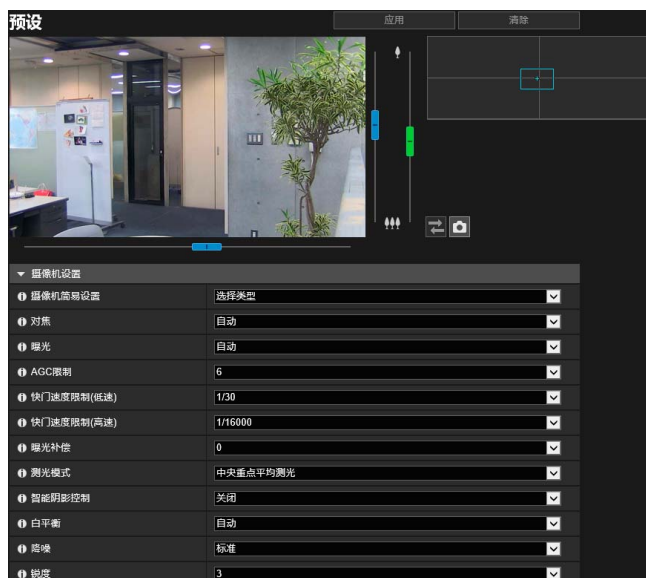 预设
应用
清除
摄像机设置
摄像机简易设置 选择类型
对焦 自动
曝光 自动
AGC限制 6
快门速度限制(低速) 1/30
快门速度限制(高速) 1/16000
曝光补偿 0
测光模式 中央重点平均测光
智能阴影控制 关闭
白平衡 自动
降噪 标准
锐度 3